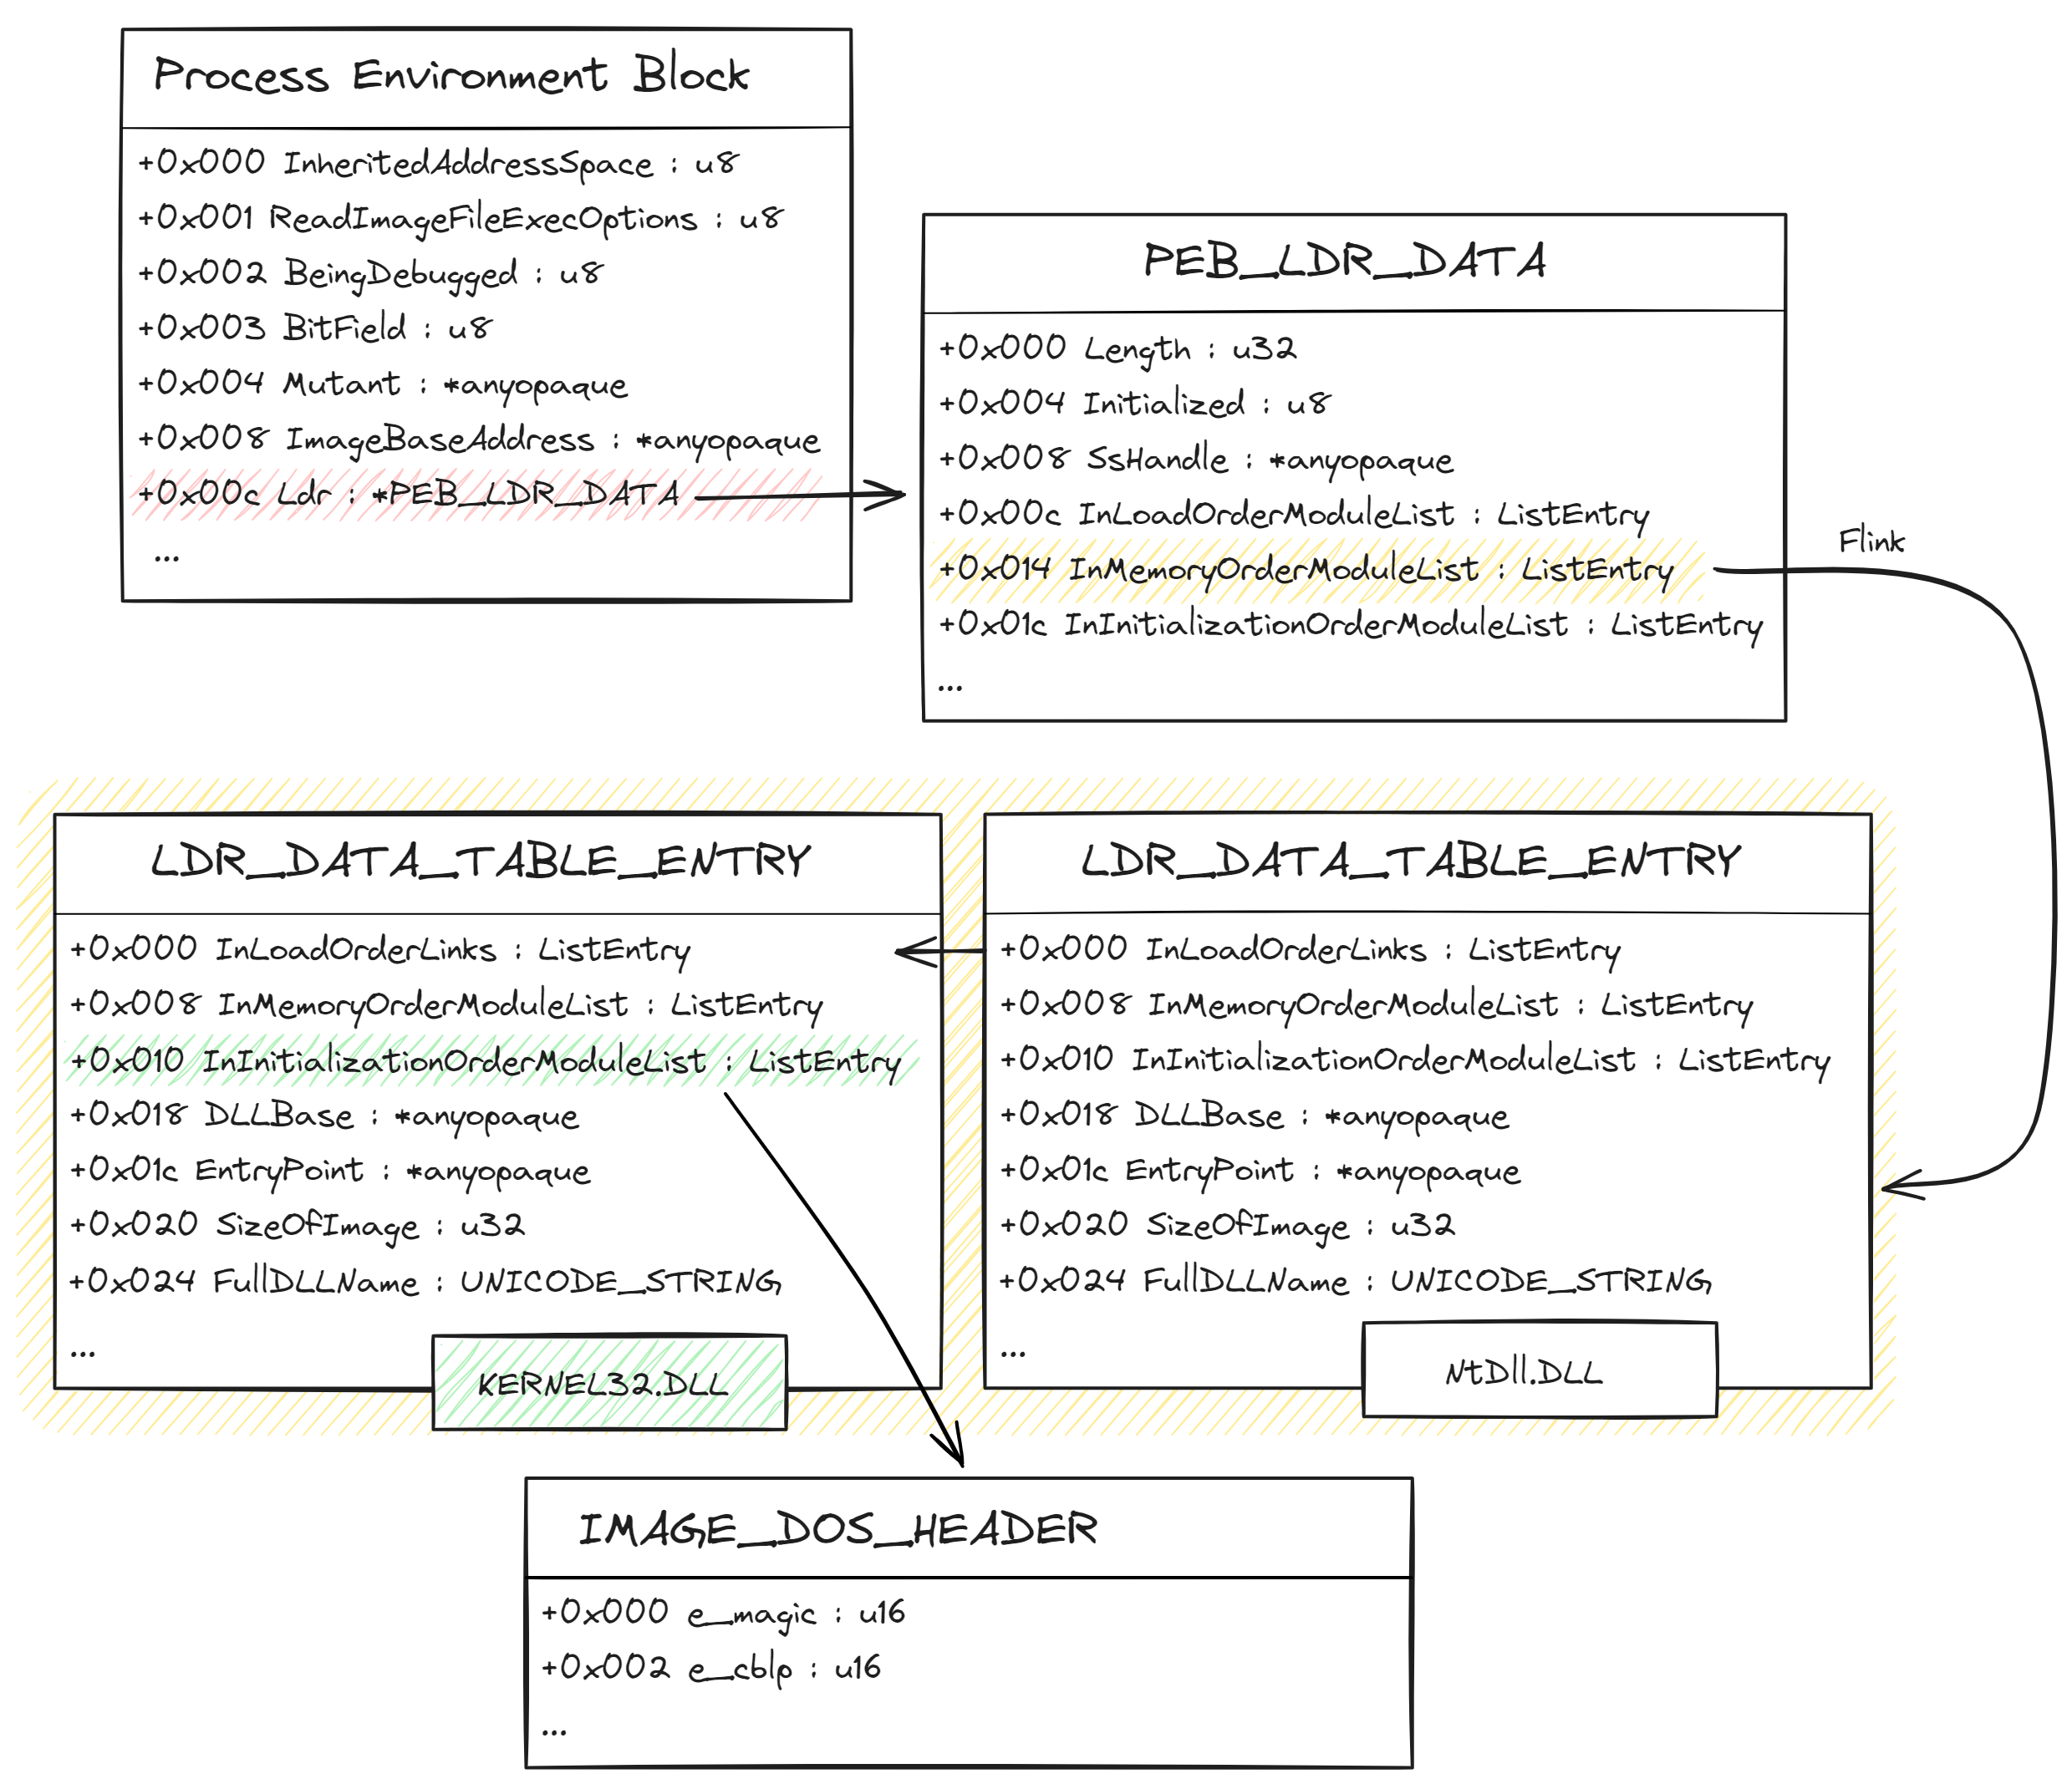 Process Environment Block
+0x000 InheritedAddressSpace : u8
+0x001 ReadImageFileExecOptions : u8
+0x002 BeingDebugged : u8
+0x003 BitField : u8
+0x004 Mutant : *anyopaque
+0x008 ImageBaseAddress : *anyopaque
+0x00c Ldr : *PEB_LDR_DATA
...
PEB_LDR_DATA
+0x000 Length : u32
+0x004 Initialized : u8
+0x008 SsHandle : *anyopaque
+0x00c InLoadOrderModuleList : ListEntry
+0x014 InMemoryOrderModuleList : ListEntry
+0x01c InInitializationOrderModuleList : ListEntry
...
Flink
LDR_DATA_TABLE_ENTRY
+0x000 InLoadOrderLinks : ListEntry
+0x008 InMemoryOrderModuleList : ListEntry
+0x010 InInitializationOrderModuleList : ListEntry
+0x018 DLLBase : *anyopaque
+0x01c EntryPoint : *anyopaque
+0x020 SizeOfImage : u32
+0x024 FullDLLName : UNICODE_STRING
...
KERNEL32.DLL
LDR_DATA_TABLE_ENTRY
+0x000 InLoadOrderLinks : ListEntry
+0x008 InMemoryOrderModuleList : ListEntry
+0x010 InInitializationOrderModuleList : ListEntry
+0x018 DLLBase : *anyopaque
+0x01c EntryPoint : *anyopaque
+0x020 SizeOfImage : u32
+0x024 FullDLLName : UNICODE_STRING
...
NtDll.DLL
IMAGE_DOS_HEADER
+0x000 e_magic : u16
+0x002 e_cblp : u16
...